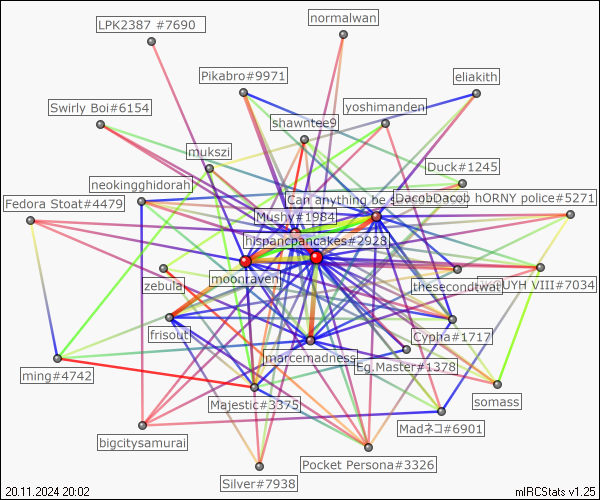 LPK2387 #7690
normalwan
Pikabro#9971
eliakith
Swirly Boi#6154
yoshimanden
shawntee9
mukszi
Duck#1245
neokingghidorah
Can anything be s
DacobDacob hORNY police#5271
Fedora Stoat#4479
Mushy#1984
hispancpancakes#2928
moonraven
zebula
thesecondtwat
UYH VIII#7034
frisout
Cypha#1717
marcemadness
Eg.Master#1378
ming#4742
somass
Majestic#3375
Madネコ#6901
bigcitysamurai
Pocket Persona#3326
Silver#7938
20.11.2024 20:02
mIRCStats v1.25